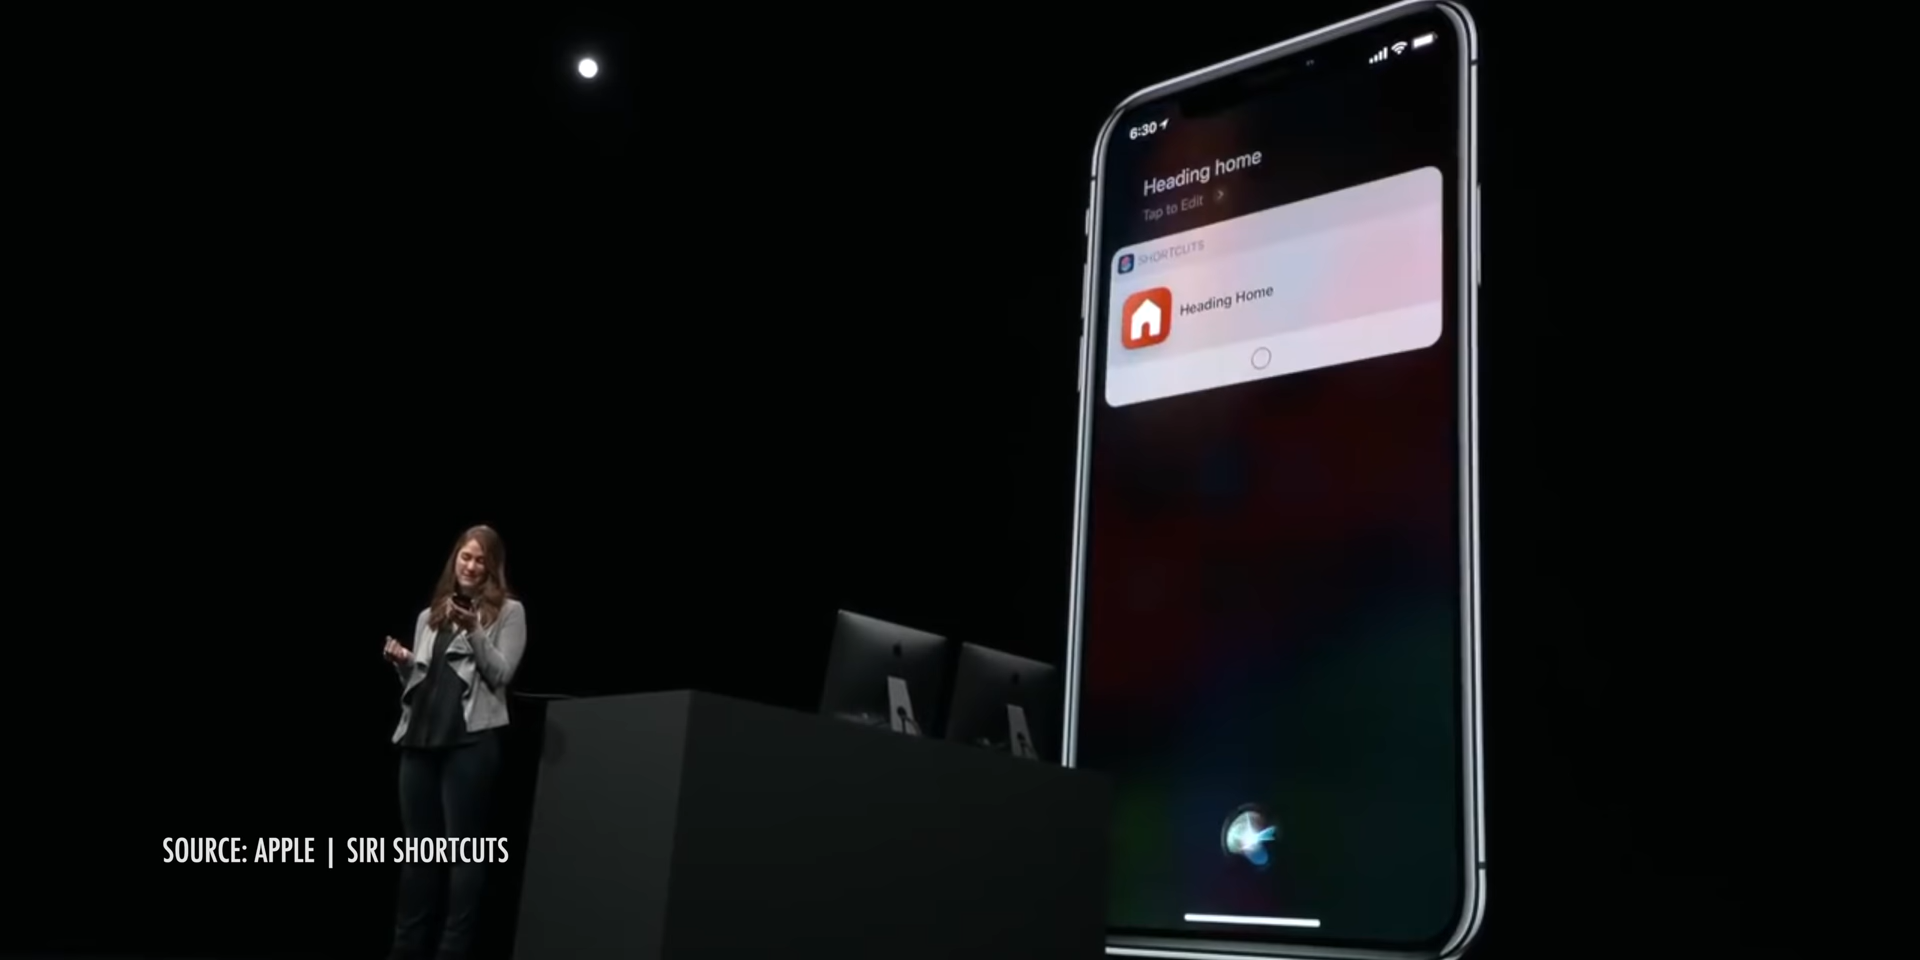 6:30
Heading home
Tap to Edit
SHORTCUTS
Heading Home
SOURCE: APPLE | SIRI SHORTCUTS